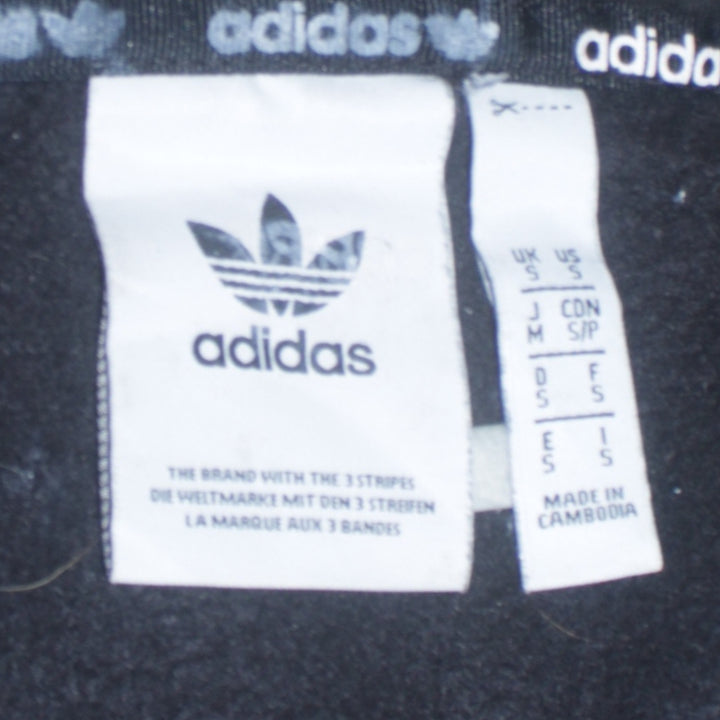 adidas
adida
adidas
THE BRAND WITH THE 3 STRIPES
DIE WELTMARKE MIT DEN 3 STREIFEN
LA MARQUE AUX 3 BANDES
UK US
S S
J CDN
M S/P
D F
S S
E I
S S
MADE IN
CAMBODIA